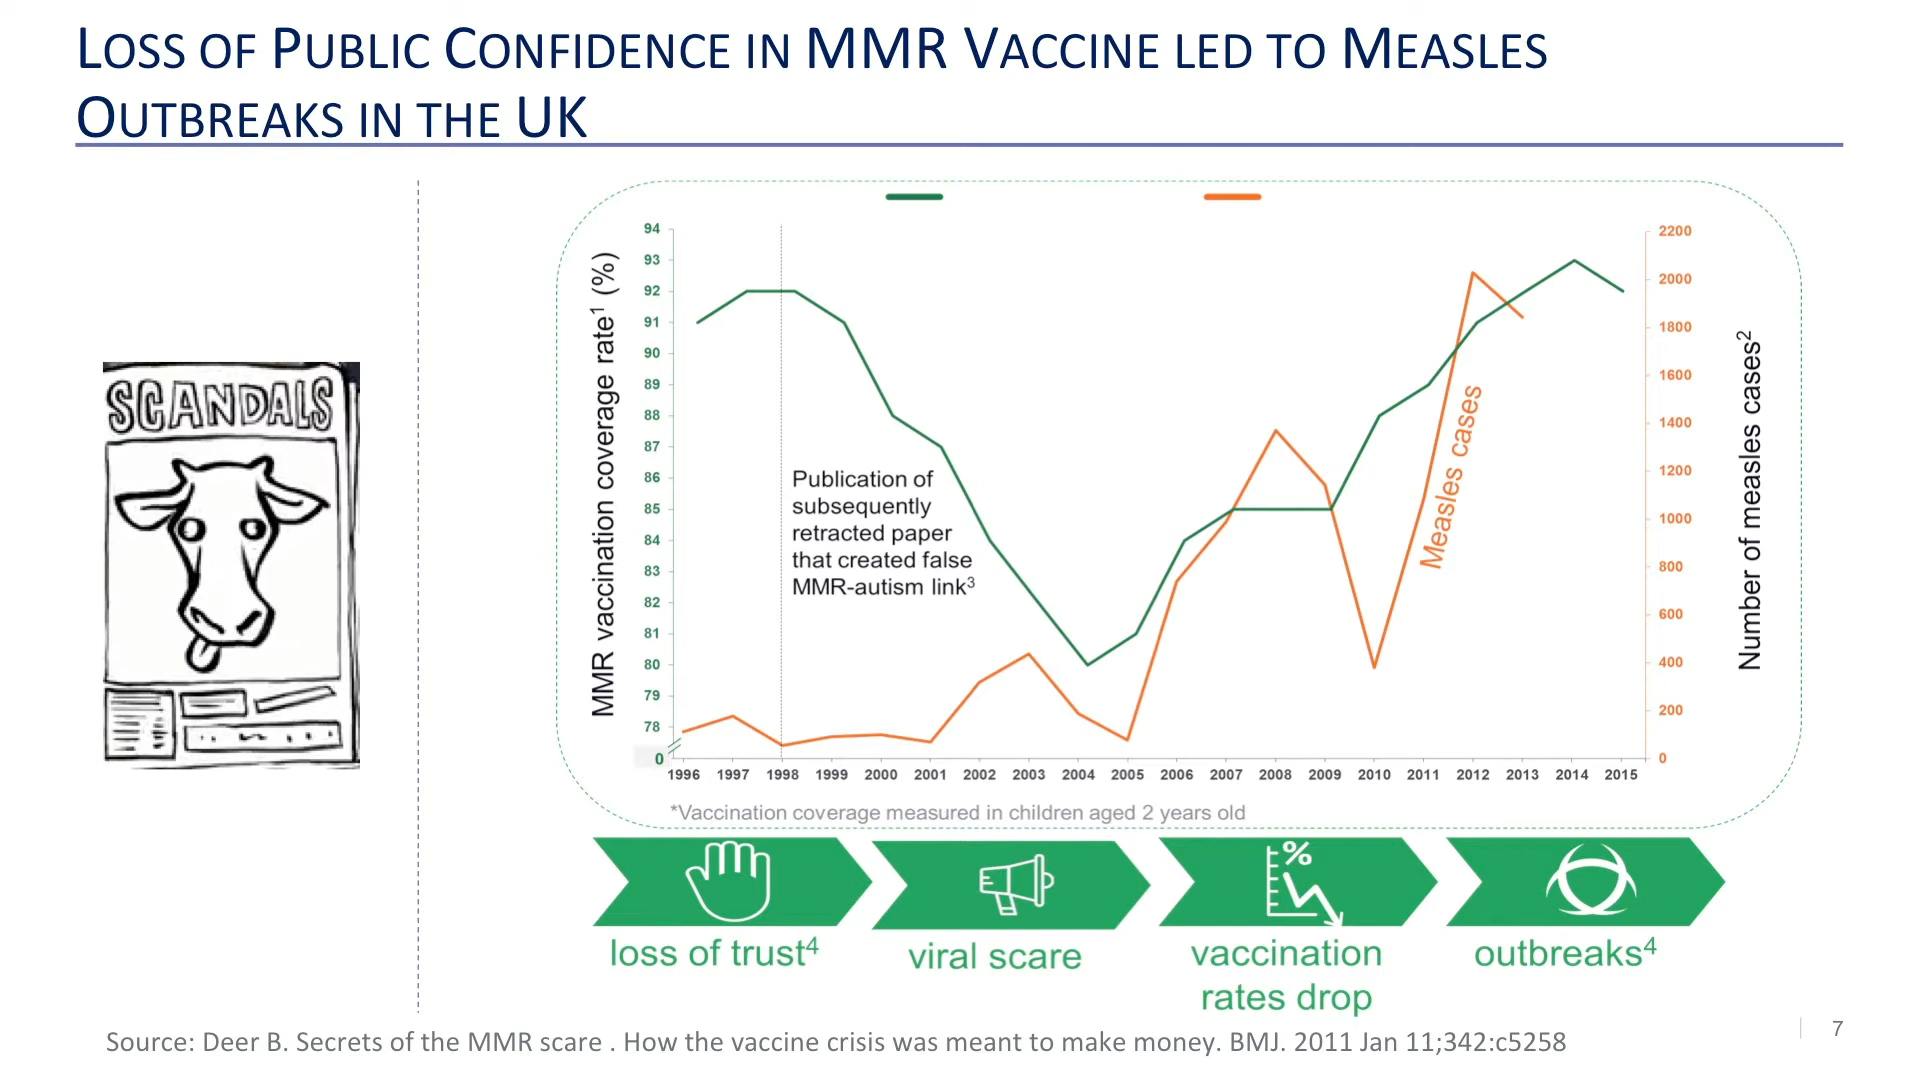 LOSS OF PUBLIC CONFIDENCE IN MMR VACCINE LED TO MEASLES
OUTBREAKS IN THE UK
SCANDALS
MMR vaccination coverage rate¹ (%)
94
93
92
91
90
89
88
87
86
85
84
83
82
81
80
79
78
0
Publication of
subsequently
retracted paper
that created false
MMR-autism link³
Measles cases
2200
2000
1800
1600
1400
1200
1000
800
600
400
200
0
Number of measles cases²
1996 1997 1998 1999 2000 2001 2002 2003 2004 2005 2006 2007 2008 2009 2010 2011 2012 2013 2014 2015
*Vaccination coverage measured in children aged 2 years old
%
loss of trust⁴
viral scare
vaccination
rates drop
outbreaks⁴
Source: Deer B. Secrets of the MMR scare . How the vaccine crisis was meant to make money. BMJ. 2011 Jan 11;342:c5258
7